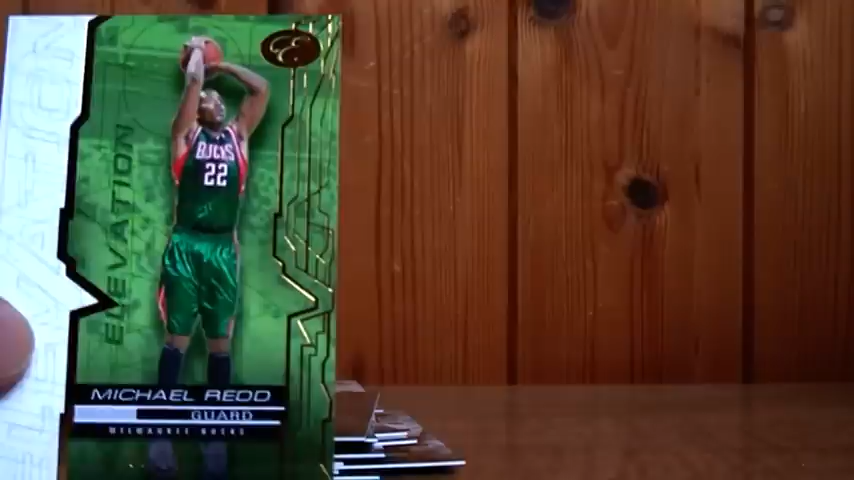 ELEVATION
BUCKS
22
MICHAEL REDD
GUARD
MILWAUKEE BUCKS